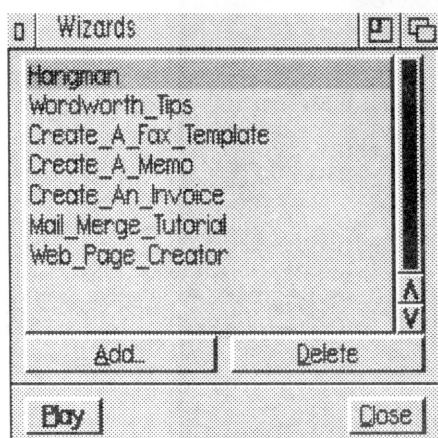 Wizards
Hangman
Wordworth_Tips
Create_A_Fax_Template
Create_A_Memo
Create_An_Invoice
Mail_Merge_Tutorial
Web_Page_Creator
Add...
Delete
Play
Close